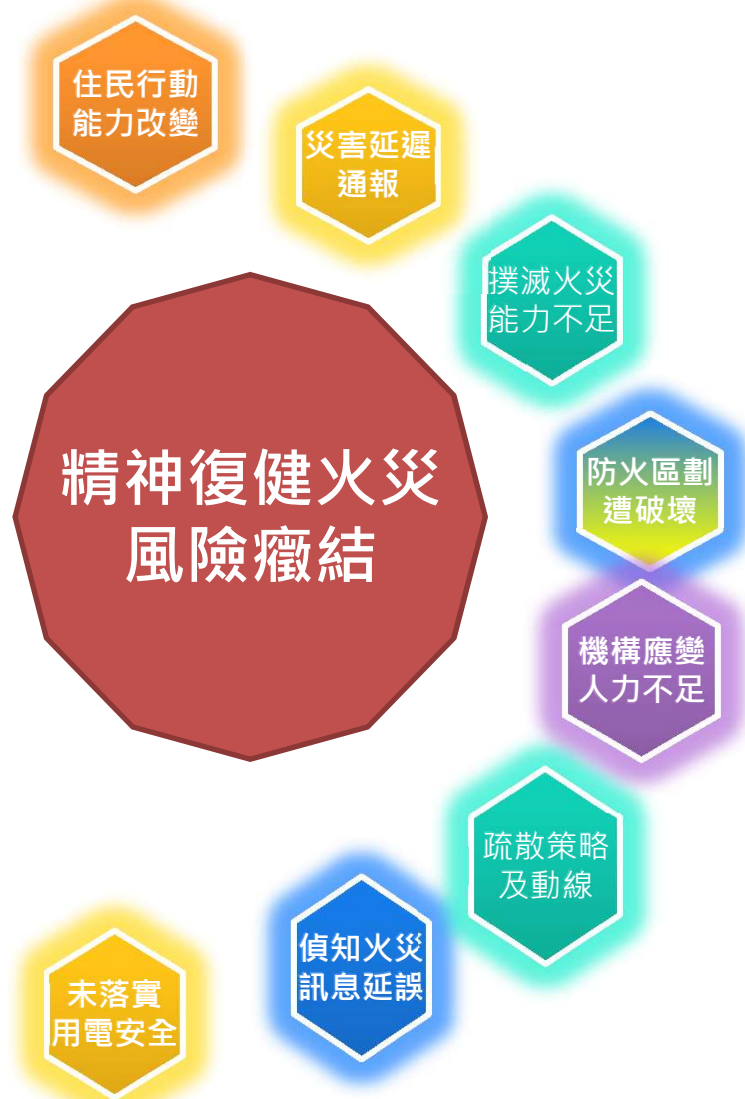 住民行動
能力改變
災害延遲
通報
撲滅火災
能力不足
精神復健火災
風險癥結
防火區劃
遭破壞
機構應變
人力不足
疏散策略
及動線
偵知火災
訊息延誤
未落實
用電安全